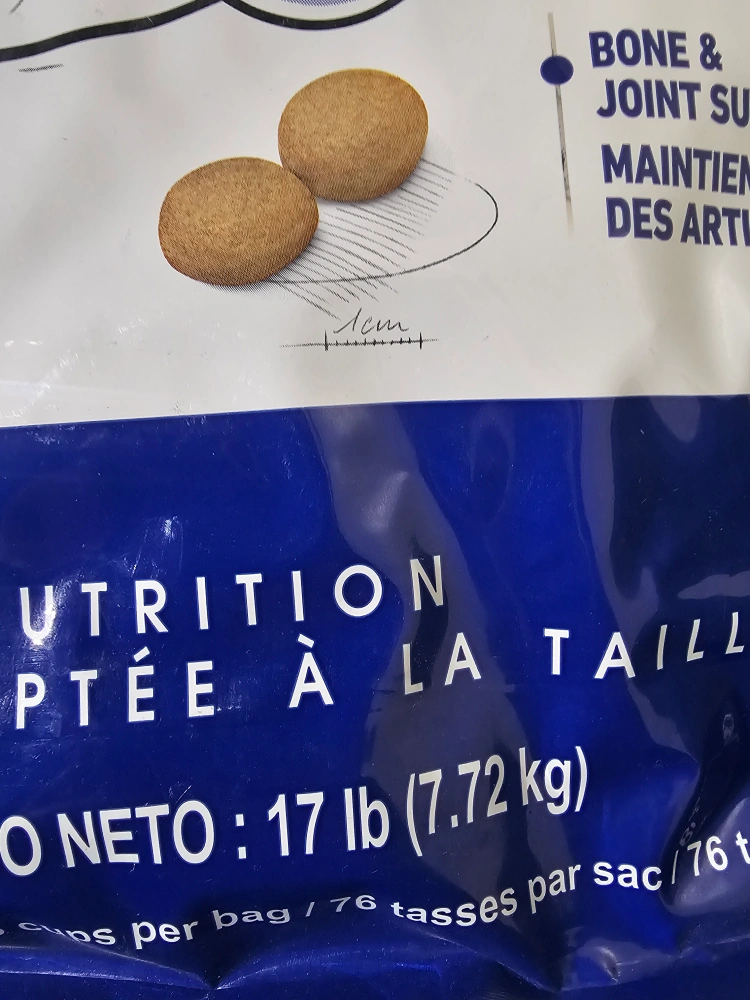 BONE &
JOINT SU
MAINTIEN
DES ARTI
1cm
UTRITION
PTÉE À LA TAILL
O NETO : 17 lb (7.72 kg)
cups per bag / 76 tasses par sac / 76 t